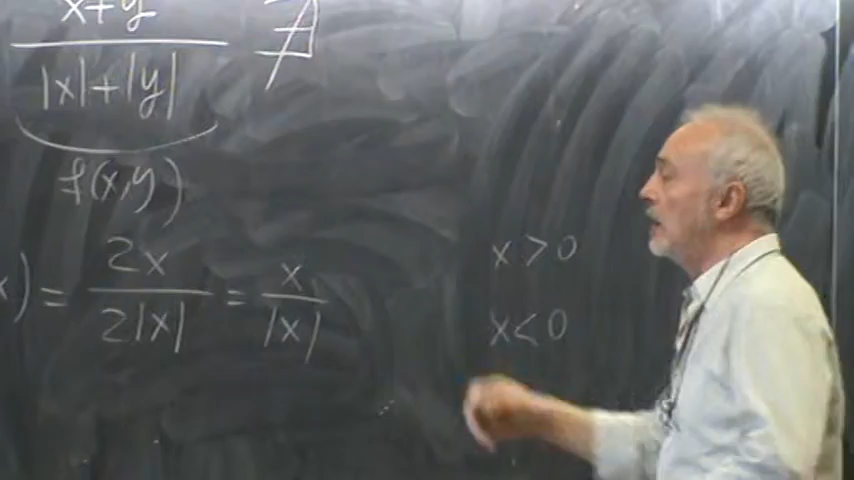 x+y / |x|+|y| ∄
f(x,y)
x) = 2x / 2|x| = x / |x|
x>0
x<0